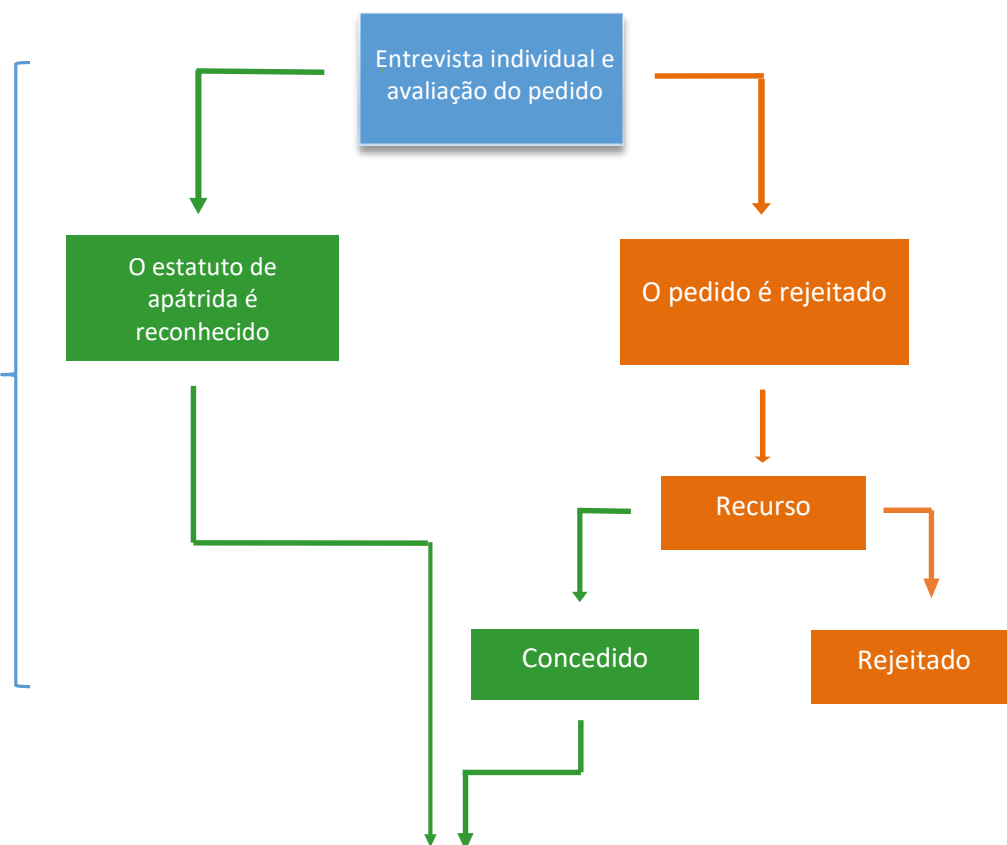 Entrevista individual e
avaliação do pedido
O estatuto de
apátrida é
reconhecido
O pedido é rejeitado
Recurso
Concedido
Rejeitado